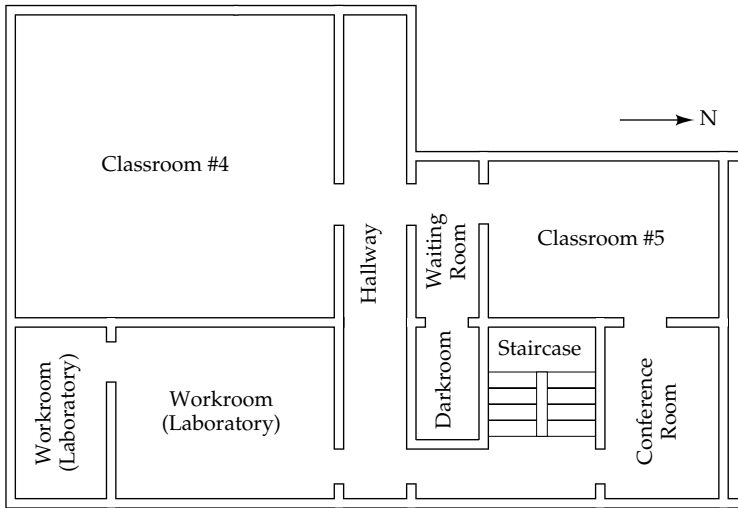 N
Classroom #4
Hallway
Waiting
Room
Classroom #5
Workroom
(Laboratory)
Workroom
(Laboratory)
Darkroom
Staircase
Conference
Room